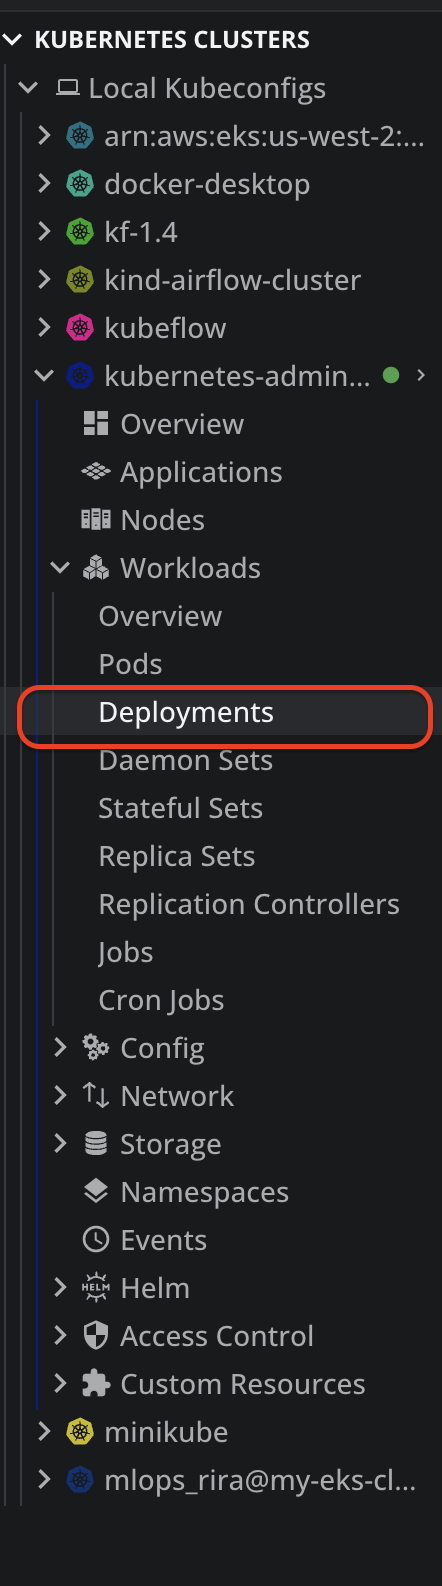 KUBERNETES CLUSTERS
Local Kubeconfigs
arn:aws:eks:us-west-2:...
docker-desktop
kf-1.4
kind-airflow-cluster
kubeflow
kubernetes-admin...
Overview
Applications
Nodes
Workloads
Overview
Pods
Deployments
Daemon Sets
Stateful Sets
Replica Sets
Replication Controllers
Jobs
Cron Jobs
Config
Network
Storage
Namespaces
Events
HELM Helm
Access Control
Custom Resources
minikube
mlops_rira@my-eks-cl...